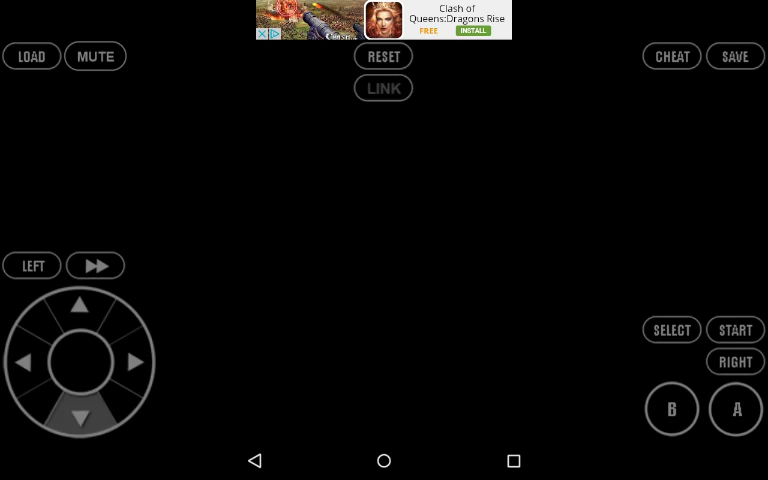 Clash of
Queens:Dragons Rise
FREE INSTALL
LOAD MUTE RESET CHEAT SAVE
LINK
LEFT
SELECT START
RIGHT
B A